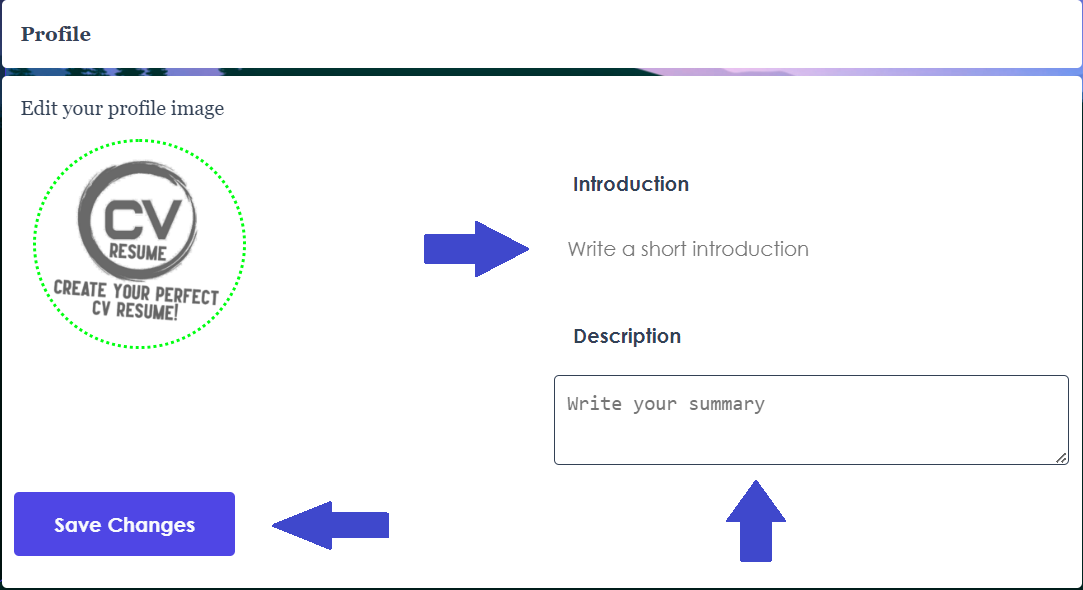 Profile
Edit your profile image
CV
RESUME
CREATE YOUR PERFECT
CV RESUME!
Introduction
Write a short introduction
Description
Write your summary
Save Changes